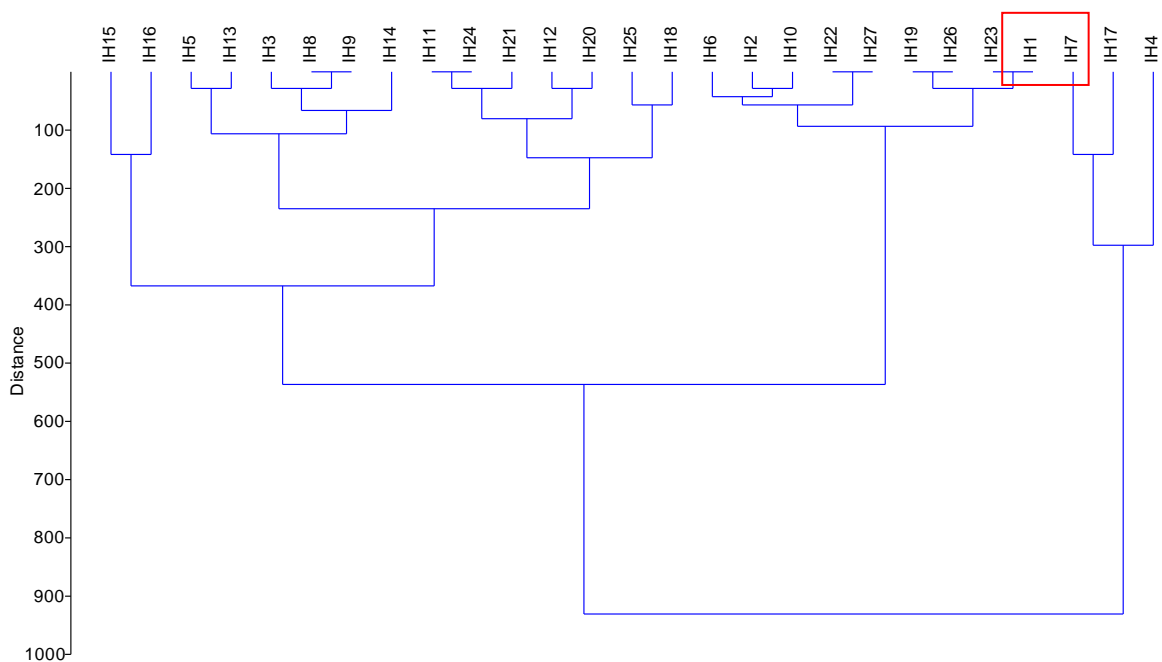 IH15
IH16
IH5
IH13
IH3
IH8
IH9
IH14
IH11
IH24
IH21
IH12
IH20
IH25
IH18
IH6
IH2
IH10
IH22
IH27
IH19
IH26
IH23
IH1
IH7
IH17
IH4
100
200
300
400
500
600
700
800
900
1000
Distance